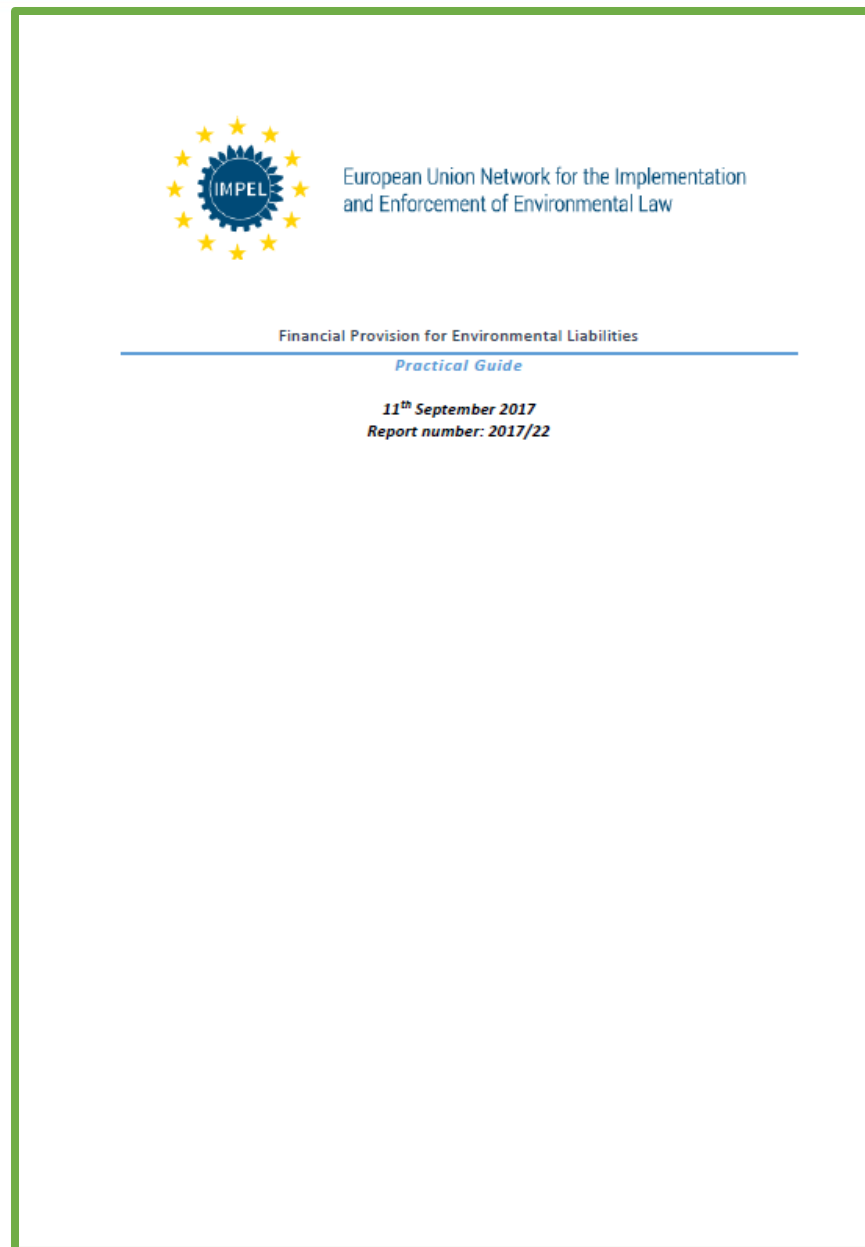 IMPEL
European Union Network for the Implementation
and Enforcement of Environmental Law
Financial Provision for Environmental Liabilities
Practical Guide
11th September 2017
Report number: 2017/22